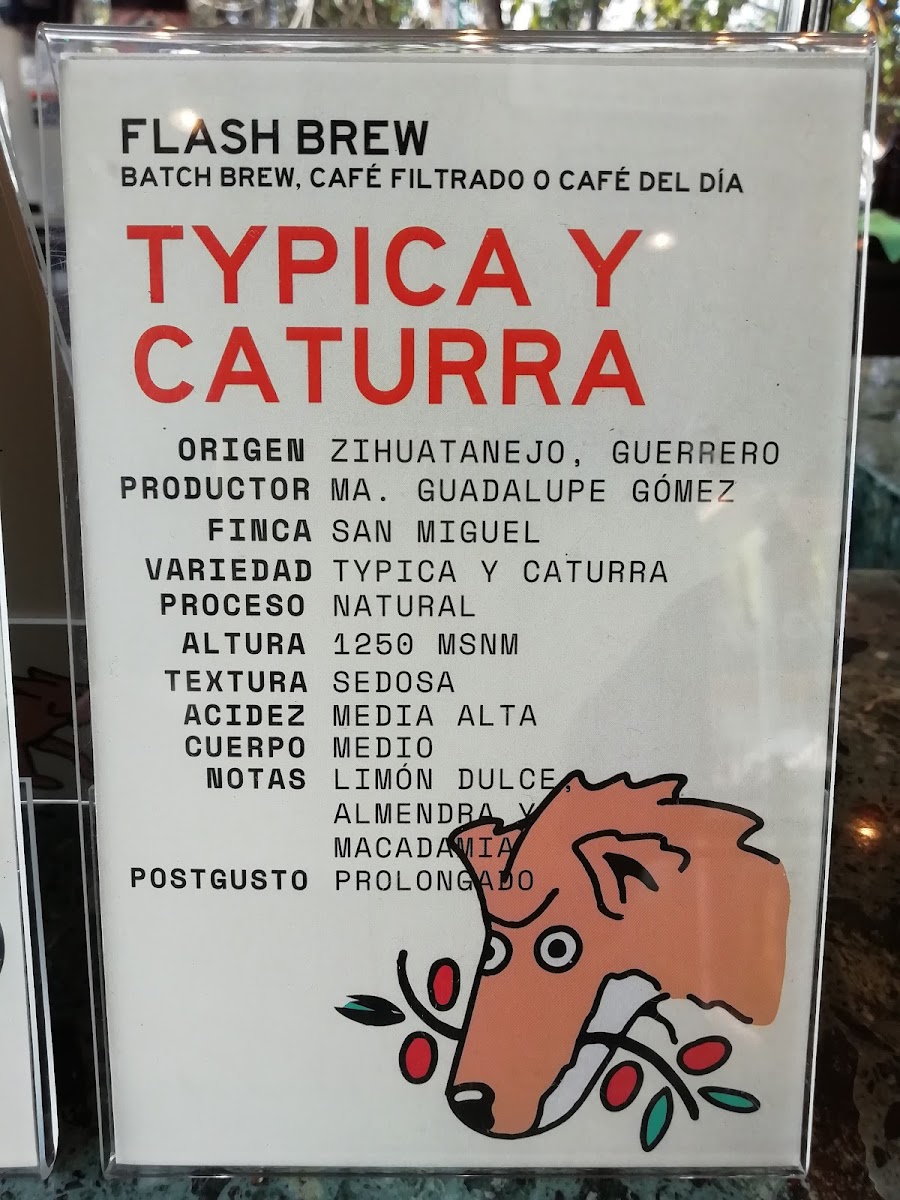 FLASH BREW
BATCH BREW, CAFÉ FILTRADO O CAFÉ DEL DÍA
TYPICA Y
CATURRA
ORIGEN ZIHUATANEJO, GUERRERO
PRODUCTOR MA. GUADALUPE GÓMEZ
FINCA SAN MIGUEL
VARIEDAD TYPICA Y CATURRA
PROCESO NATURAL
ALTURA 1250 MSNM
TEXTURA SEDOSA
ACIDEZ MEDIA ALTA
CUERPO MEDIO
NOTAS LIMÓN DULCE,
ALMENDRA Y
MACADAMIA
POSTGUSTO PROLONGADO